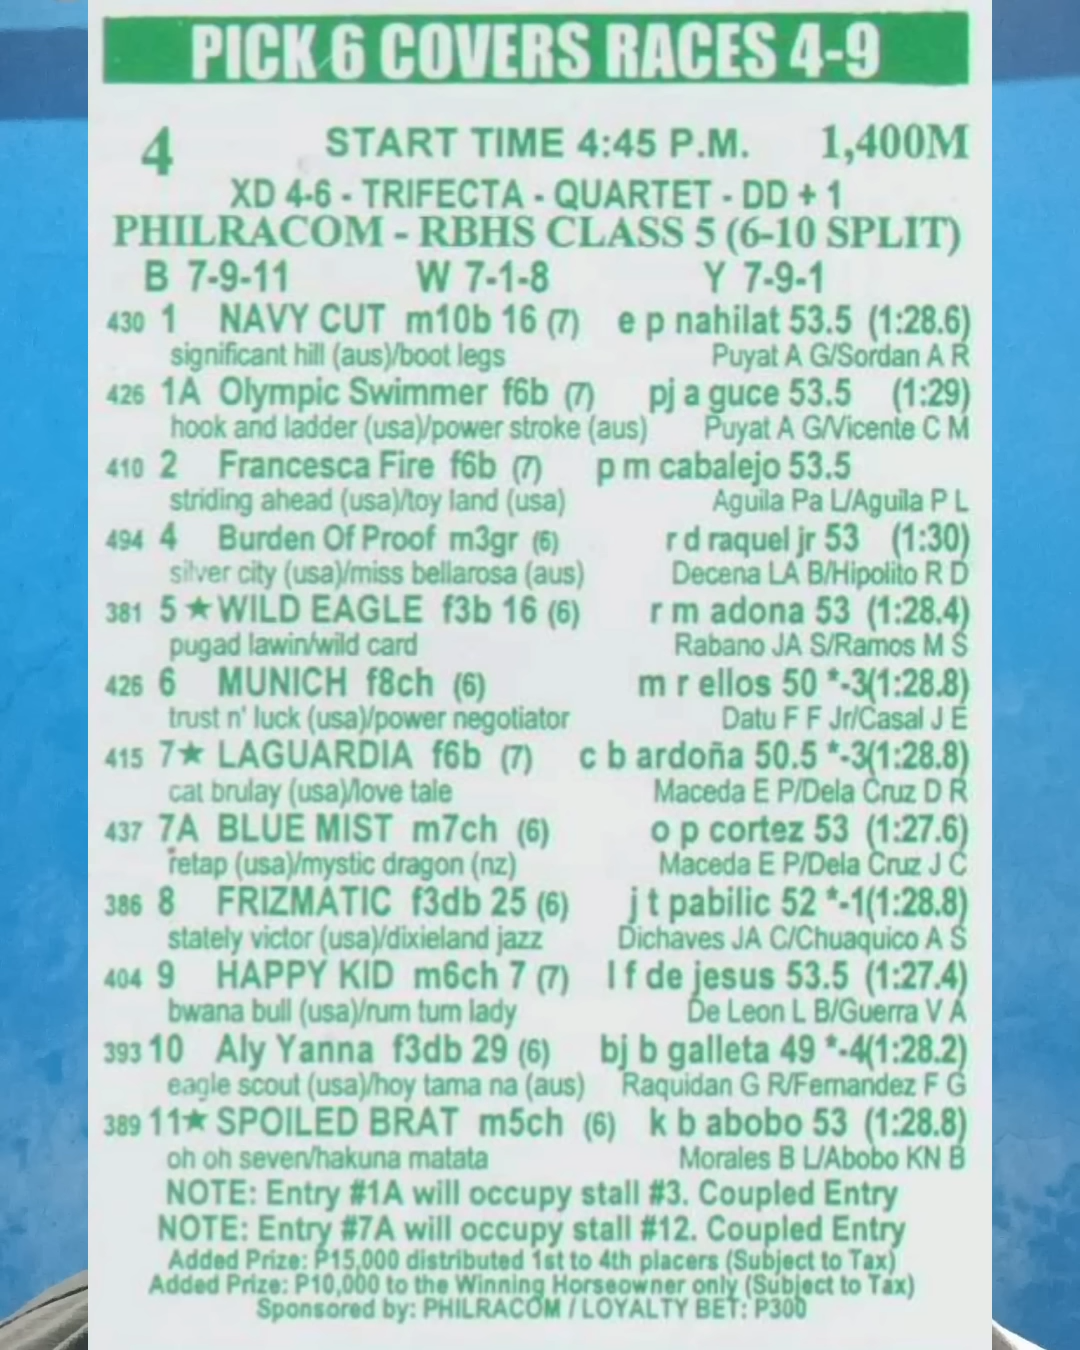 PICK 6 COVERS RACES 4-9
4 START TIME 4:45 P.M. 1,400M
XD 4-6 - TRIFECTA - QUARTET - DD + 1
PHILRACOM - RBHS CLASS 5 (6-10 SPLIT)
B 7-9-11 W 7-1-8 Y 7-9-1
430 1 NAVY CUT m10b 16 (7) e p nahilat 53.5 (1:28.6)
significant hill (aus)/boot legs Puyat A G/Sordan A R
426 1A Olympic Swimmer f6b (7) pj a guce 53.5 (1:29)
hook and ladder (usa)/power stroke (aus) Puyat A G/Vicente C M
410 2 Francesca Fire f6b (7) p m cabalejo 53.5
striding ahead (usa)/toy land (usa) Aguila Pa L/Aguila P L
494 4 Burden Of Proof m3gr (6) r d raquel jr 53 (1:30)
silver city (usa)/miss bellarosa (aus) Decena LA B/Hipolito R D
381 5 ★ WILD EAGLE f3b 16 (6) r m adona 53 (1:28.4)
pugad lawin/wild card Rabano JA S/Ramos M S
426 6 MUNICH f8ch (6) m r ellos 50 *-3(1:28.8)
trust n' luck (usa)/power negotiator Datu F F Jr/Casal J E
415 7★ LAGUARDIA f6b (7) c b ardoña 50.5 *-3(1:28.8)
cat brulay (usa)/love tale Maceda E P/Dela Cruz D R
437 7A BLUE MIST m7ch (6) o p cortez 53 (1:27.6)
retap (usa)/mystic dragon (nz) Maceda E P/Dela Cruz J C
386 8 FRIZMATIC f3db 25 (6) j t pabilic 52 *-1(1:28.8)
stately victor (usa)/dixieland jazz Dichaves JA C/Chuaquico A S
404 9 HAPPY KID m6ch 7 (7) l f de jesus 53.5 (1:27.4)
bwana bull (usa)/rum tum lady De Leon L B/Guerra V A
393 10 Aly Yanna f3db 29 (6) bj b galleta 49 *-4(1:28.2)
eagle scout (usa)/hoy tama na (aus) Raquidan G R/Fernandez F G
389 11★ SPOILED BRAT m5ch (6) k b abobo 53 (1:28.8)
oh oh seven/hakuna matata Morales B L/Abobo KN B
NOTE: Entry #1A will occupy stall #3. Coupled Entry
NOTE: Entry #7A will occupy stall #12. Coupled Entry
Added Prize: P15,000 distributed 1st to 4th placers (Subject to Tax)
Added Prize: P10,000 to the Winning Horseowner only (Subject to Tax)
Sponsored by: PHILRACOM / LOYALTY BET: P300